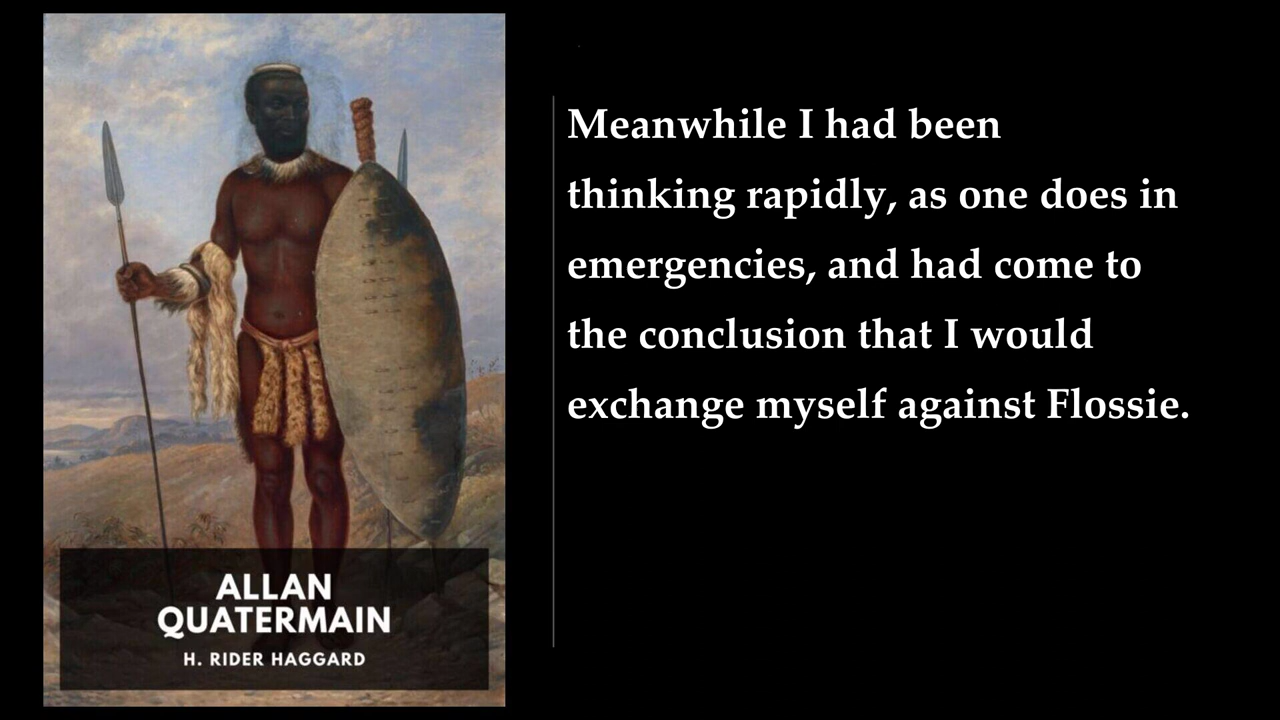 Meanwhile I had been
thinking rapidly, as one does in
emergencies, and had come to
the conclusion that I would
exchange myself against Flossie.
ALLAN
QUATERMAIN
H. RIDER HAGGARD